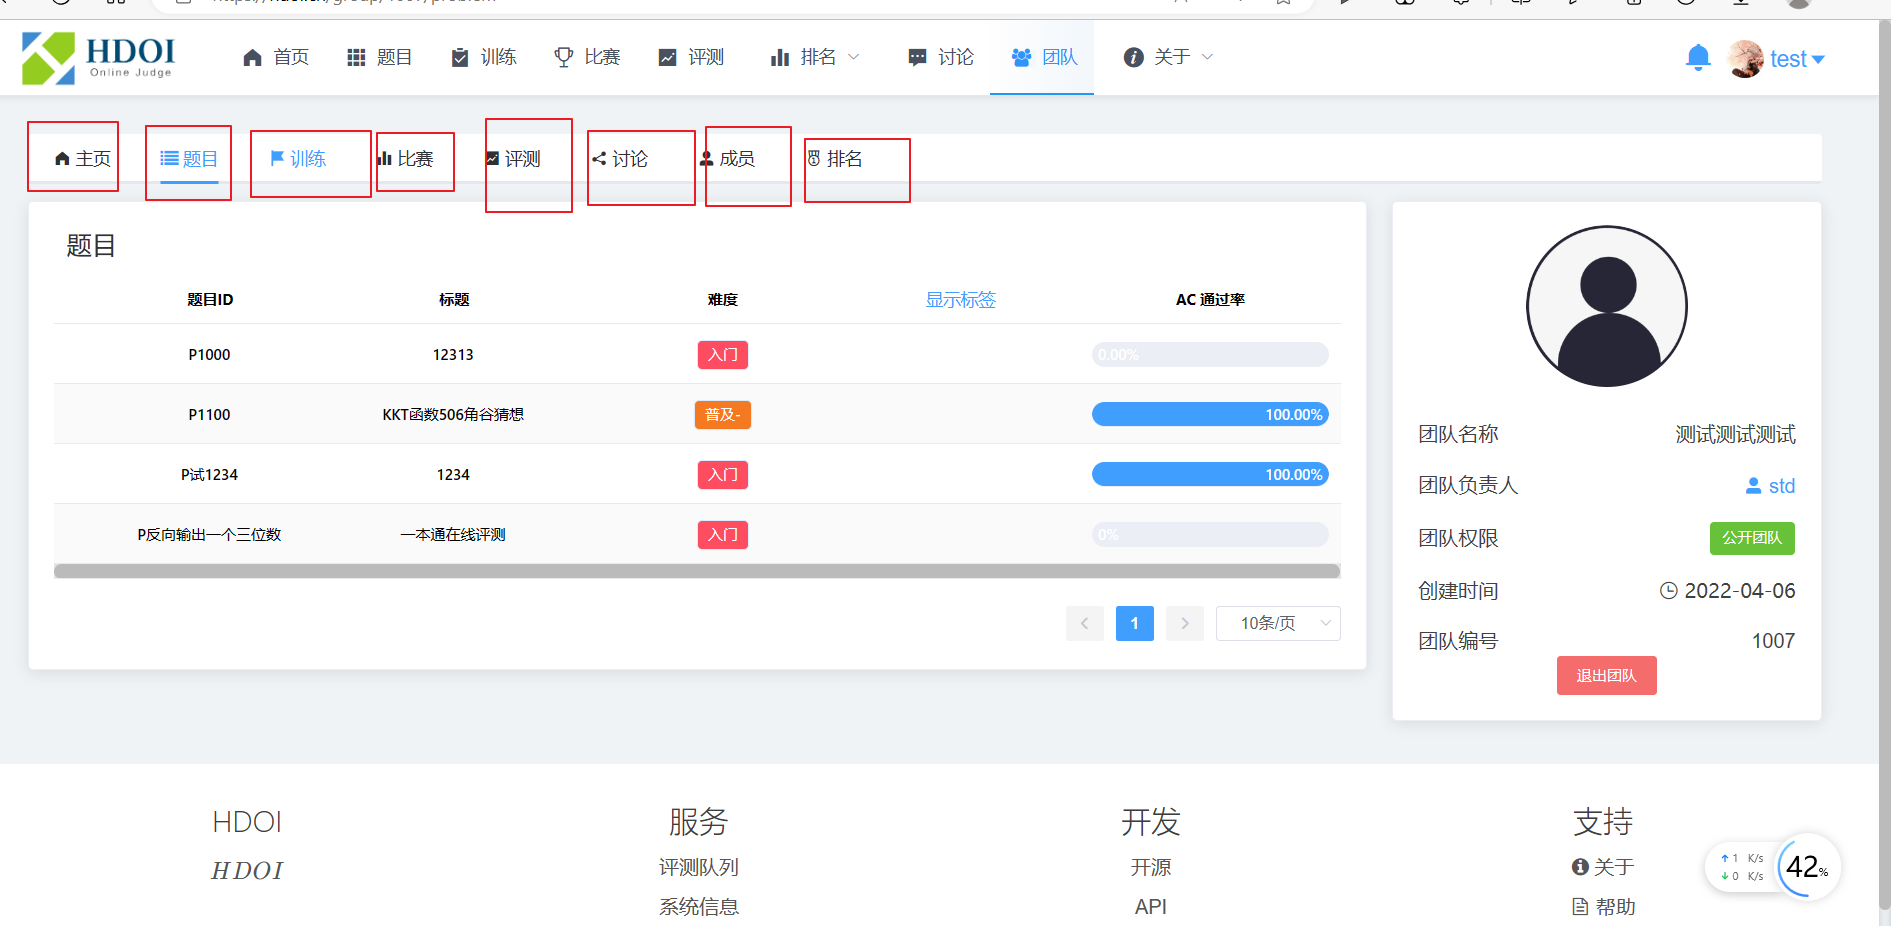 HDOI
Online Judge
首页
题目
训练
比赛
评测
排名
讨论
团队
关于
test
主页
题目
训练
比赛
评测
讨论
成员
排名
题目
题目ID 标题 难度 显示标签 AC 通过率
P1000 12313 入门 0.00%
P1100 KKT函数506角谷猜想 普及- 100.00%
P试1234 1234 入门 100.00%
P反向输出一个三位数 一本通在线评测 入门 0%
1
10条/页
团队名称 测试测试测试
团队负责人 std
团队权限 公开团队
创建时间 2022-04-06
团队编号 1007
退出团队
HDOI
HDOI
服务
评测队列
系统信息
开发
开源
API
支持
关于
帮助
1 K/s
0 K/s
42%